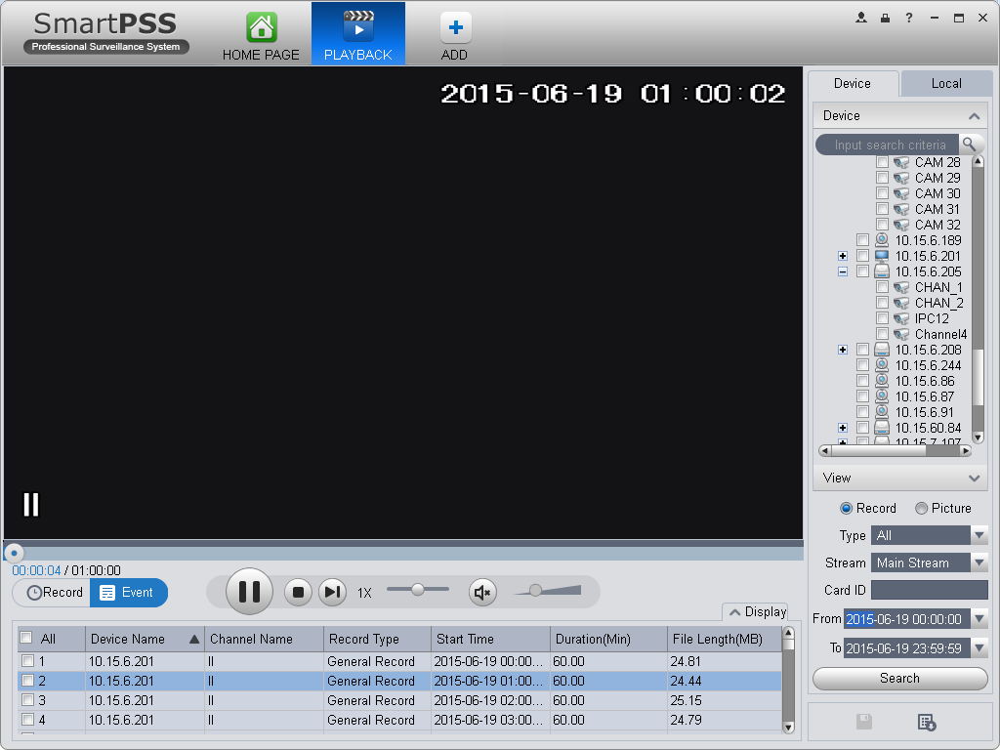 SmartPSS
Professional Surveillance System
HOME PAGE
PLAYBACK
ADD
?
2015-06-19 01:00:02
Device
Local
Device
Input search criteria
CAM 28
CAM 29
CAM 30
CAM 31
CAM 32
10.15.6.189
10.15.6.201
10.15.6.205
CHAN_1
CHAN_2
IPC12
Channel4
10.15.6.208
10.15.6.244
10.15.6.86
10.15.6.87
10.15.6.91
10.15.60.84
10.15.7.107
View
Record Picture
Type All
Stream Main Stream
Card ID
From 2015-06-19 00:00:00
To 2015-06-19 23:59:59
Search
00:00:04 / 01:00:00
Record Event
1X
Display
All Device Name Channel Name Record Type Start Time Duration(Min) File Length(MB)
1 10.15.6.201 II General Record 2015-06-19 00:00... 60.00 24.81
2 10.15.6.201 II General Record 2015-06-19 01:00... 60.00 24.44
3 10.15.6.201 II General Record 2015-06-19 02:00... 60.00 25.15
4 10.15.6.201 II General Record 2015-06-19 03:00... 60.00 24.79